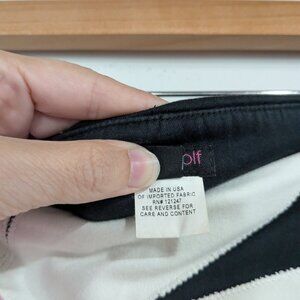 plf
MADE IN USA
OF IMPORTED FABRIC
RN# 121247
SEE REVERSE FOR
CARE AND CONTENT